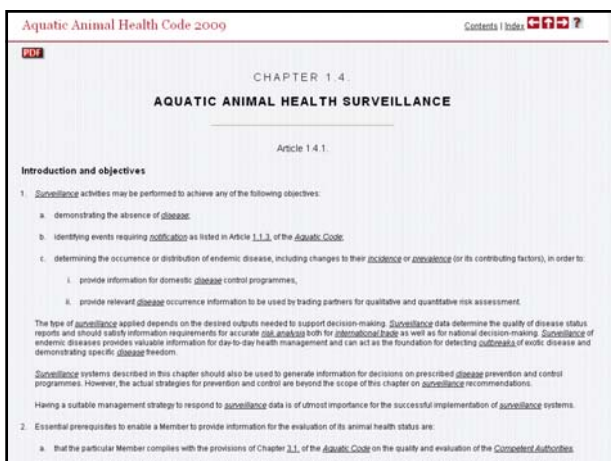 Aquatic Animal Health Code 2009
Contents | Index ?
PDF
CHAPTER 1.4.
AQUATIC ANIMAL HEALTH SURVEILLANCE
Article 1.4.1.
Introduction and objectives
1. Surveillance activities may be performed to achieve any of the following objectives:
a. demonstrating the absence of disease;
b. identifying events requiring notification as listed in Article 1.1.3. of the Aquatic Code;
c. determining the occurrence or distribution of endemic disease, including changes to their incidence or prevalence (or its contributing factors), in order to:
i. provide information for domestic disease control programmes,
ii. provide relevant disease occurrence information to be used by trading partners for qualitative and quantitative risk assessment.
The type of surveillance applied depends on the desired outputs needed to support decision-making. Surveillance data determine the quality of disease status
reports and should satisfy information requirements for accurate risk analysis both for international trade as well as for national decision-making. Surveillance of
endemic diseases provides valuable information for day-to-day health management and can act as the foundation for detecting outbreaks of exotic disease and
demonstrating specific disease freedom.
Surveillance systems described in this chapter should also be used to generate information for decisions on prescribed disease prevention and control
programmes. However, the actual strategies for prevention and control are beyond the scope of this chapter on surveillance recommendations.
Having a suitable management strategy to respond to surveillance data is of utmost importance for the successful implementation of surveillance systems.
2. Essential prerequisites to enable a Member to provide information for the evaluation of its animal health status are:
a. that the particular Member complies with the provisions of Chapter 3.1. of the Aquatic Code on the quality and evaluation of the Competent Authorities;